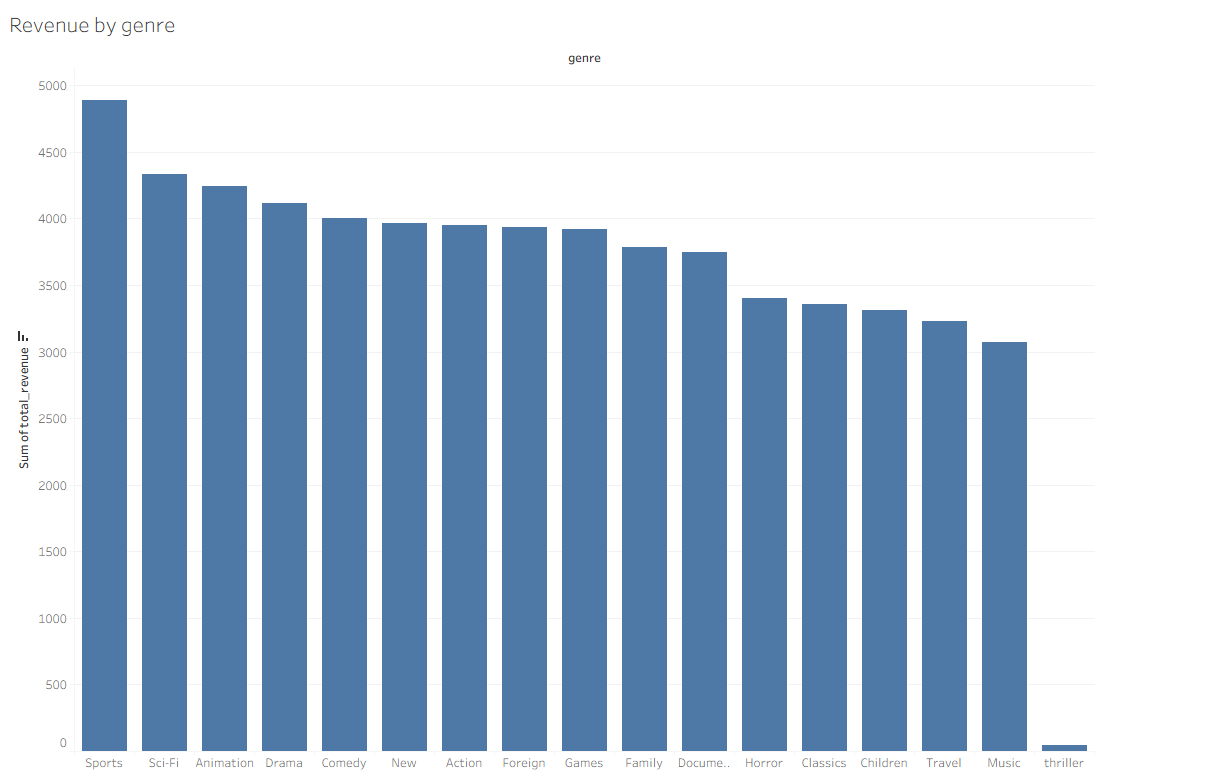 Revenue by genre
genre
5000
4500
4000
3500
3000
2500
2000
1500
1000
500
0
Sum of total_revenue
Sports Sci-Fi Animation Drama Comedy New Action Foreign Games Family Docume.. Horror Classics Children Travel Music thriller